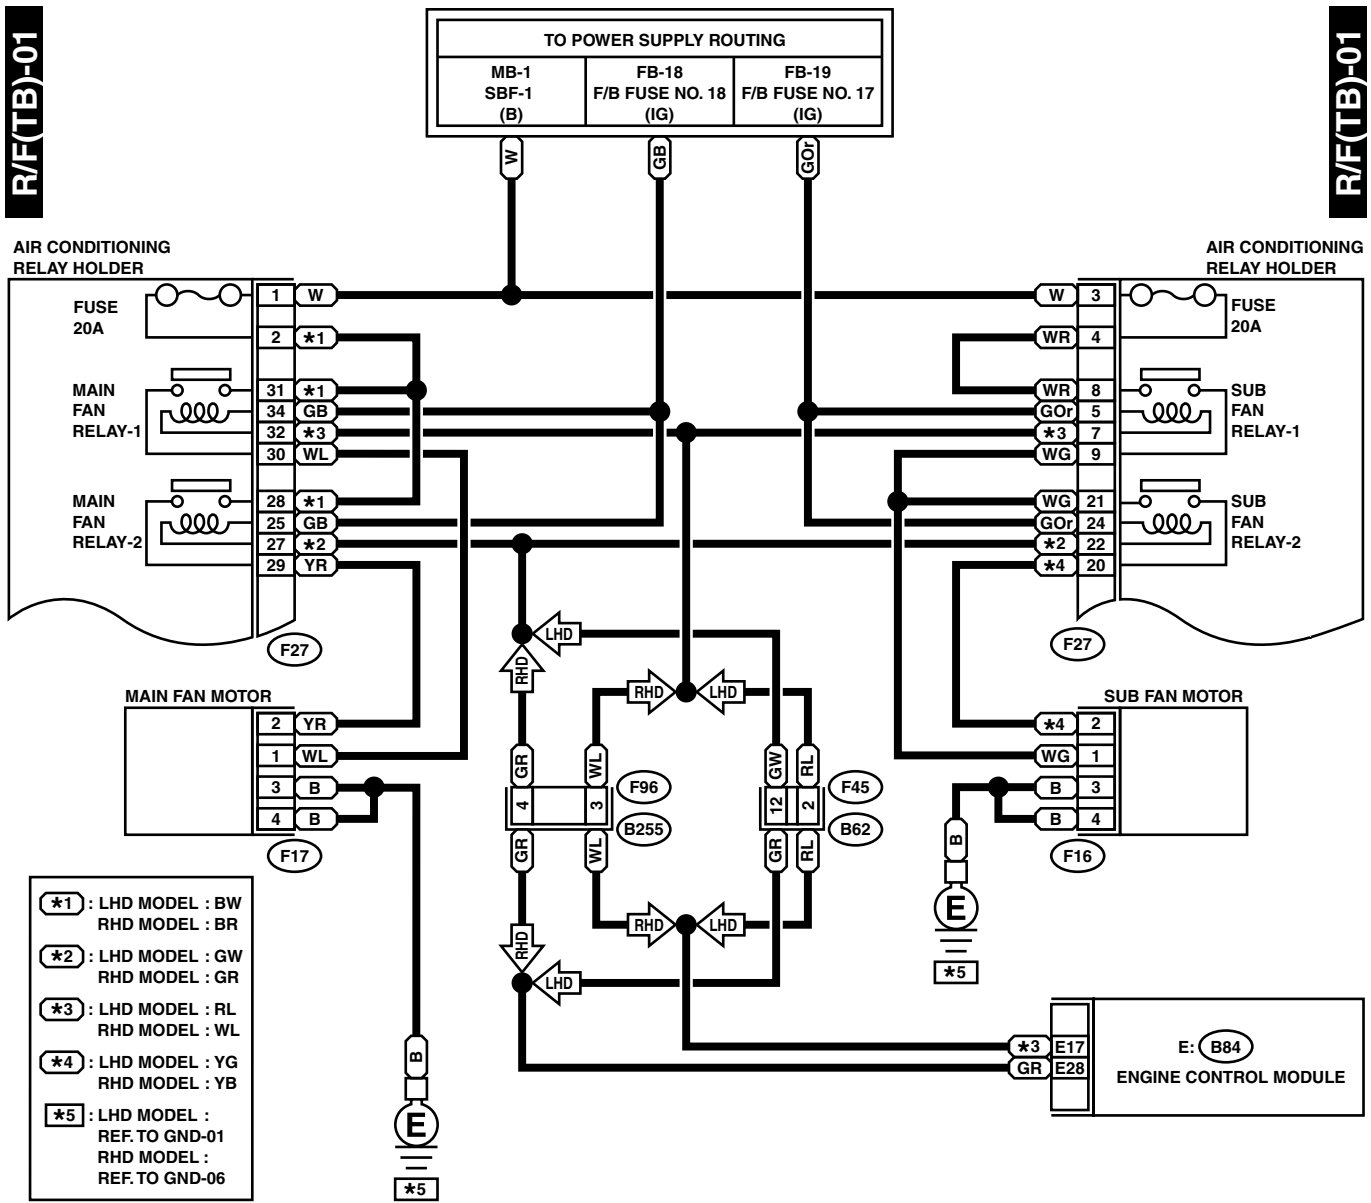 R/F(TB)-01
R/F(TB)-01
TO POWER SUPPLY ROUTING
MB-1
SBF-1
(B)
FB-18
F/B FUSE NO. 18
(IG)
FB-19
F/B FUSE NO. 17
(IG)
W
GB
GOr
AIR CONDITIONING
RELAY HOLDER
FUSE
20A
1 W
2 *1
MAIN
FAN
RELAY-1
31 *1
34 GB
32 *3
30 WL
MAIN
FAN
RELAY-2
28 *1
25 GB
27 *2
29 YR
F27
AIR CONDITIONING
RELAY HOLDER
W 3
WR 4
FUSE
20A
WR 8
GOr 5
*3 7
WG 9
SUB
FAN
RELAY-1
WG 21
GOr 24
*2 22
*4 20
SUB
FAN
RELAY-2
F27
LHD
RHD
RHD
LHD
MAIN FAN MOTOR
2 YR
1 WL
3 B
4 B
F17
SUB FAN MOTOR
*4 2
WG 1
B 3
B 4
F16
GR
WL
GW
RL
4
3
12
2
F96
B255
F45
B62
GR
WL
GR
RL
RHD
RHD
LHD
LHD
B
E
*5
B
E
*5
*1 : LHD MODEL : BW
RHD MODEL : BR
*2 : LHD MODEL : GW
RHD MODEL : GR
*3 : LHD MODEL : RL
RHD MODEL : WL
*4 : LHD MODEL : YG
RHD MODEL : YB
*5 : LHD MODEL :
REF. TO GND-01
RHD MODEL :
REF. TO GND-06
*3 E17
GR E28
E: B84
ENGINE CONTROL MODULE